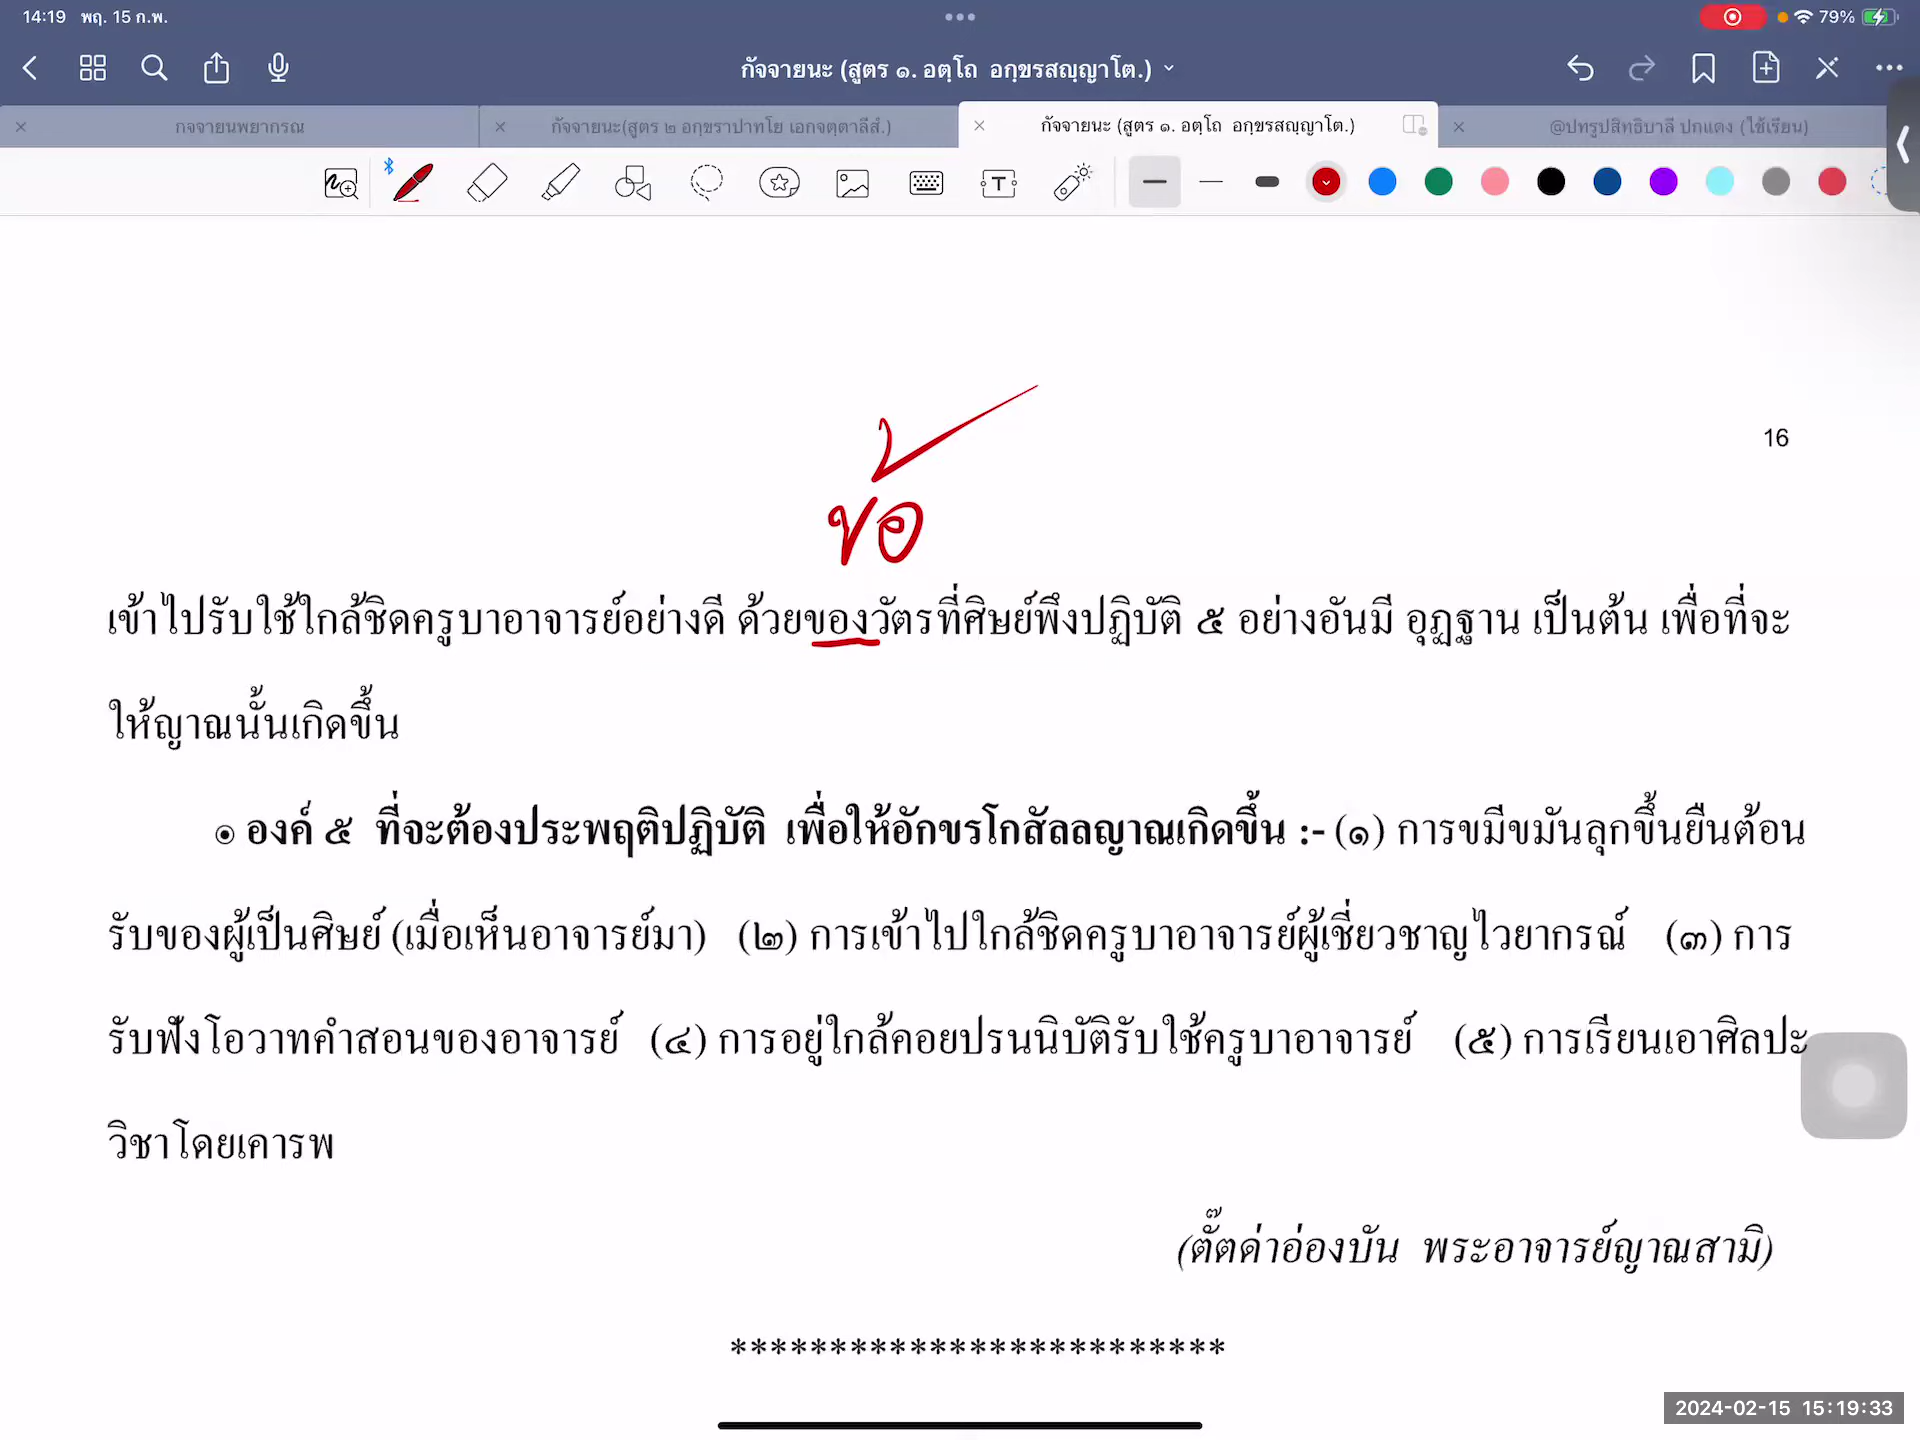 14:19 พฤ. 15 ก.พ. 79%
กัจจายนะ (สูตร ๑. อตฺโถ อกฺขรสญฺญาโต.)
กจจายนพยากรณ
กัจจายนะ(สูตร ๒ อกฺขราปาทโย เอกจตฺตาลีสํ.)
กัจจายนะ (สูตร ๑. อตฺโถ อกฺขรสญฺญาโต.)
@ปทรูปสิทธิบาลี ปกแดง (ไช้เรียน)
16
ข้อ
เข้าไปรับใช้ใกล้ชิดครูบาอาจารย์อย่างดี ด้วยของวัตรที่ศิษย์พึงปฏิบัติ ๕ อย่างอันมี อุฏฐาน เป็นต้น เพื่อที่จะ
ให้ญาณนั้นเกิดขึ้น
องค์ ๕ ที่จะต้องประพฤติปฏิบัติ เพื่อให้อักขรโกสัลลญาณเกิดขึ้น :- (๑) การขมีขมันลุกขึ้นยืนต้อน
รับของผู้เป็นศิษย์ (เมื่อเห็นอาจารย์มา) (๒) การเข้าไปใกล้ชิดครูบาอาจารย์ผู้เชี่ยวชาญไวยากรณ์ (๓) การ
รับฟังโอวาทคำสอนของอาจารย์ (๔) การอยู่ใกล้คอยปรนนิบัติรับใช้ครูบาอาจารย์ (๕) การเรียนเอาศิลปะ
วิชาโดยเคารพ
(ตั๊ตด่าอ่องบัน พระอาจารย์ญาณสามิ)
*************************
2024-02-15 15:19:33